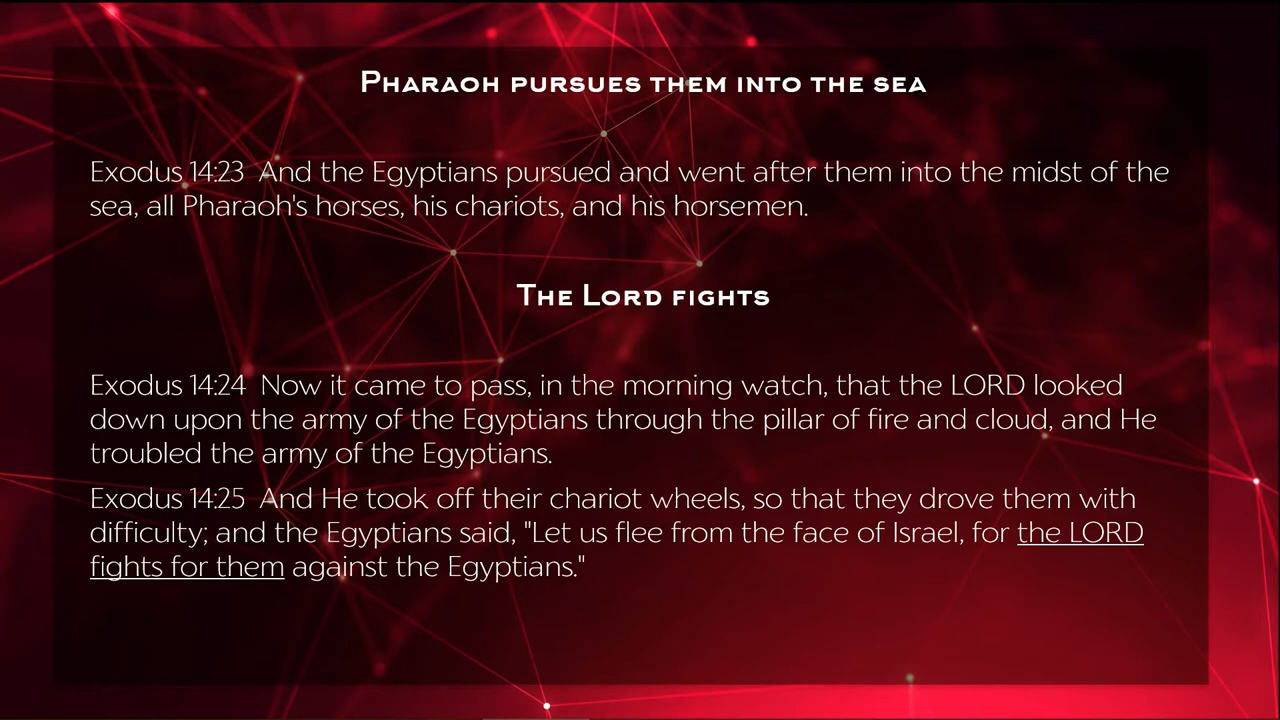 Pharaoh pursues them into the sea
Exodus 14:23  And the Egyptians pursued and went after them into the midst of the
sea, all Pharaoh's horses, his chariots, and his horsemen.
The Lord fights
Exodus 14:24  Now it came to pass, in the morning watch, that the LORD looked
down upon the army of the Egyptians through the pillar of fire and cloud, and He
troubled the army of the Egyptians.
Exodus 14:25  And He took off their chariot wheels, so that they drove them with
difficulty; and the Egyptians said, "Let us flee from the face of Israel, for the LORD
fights for them against the Egyptians."